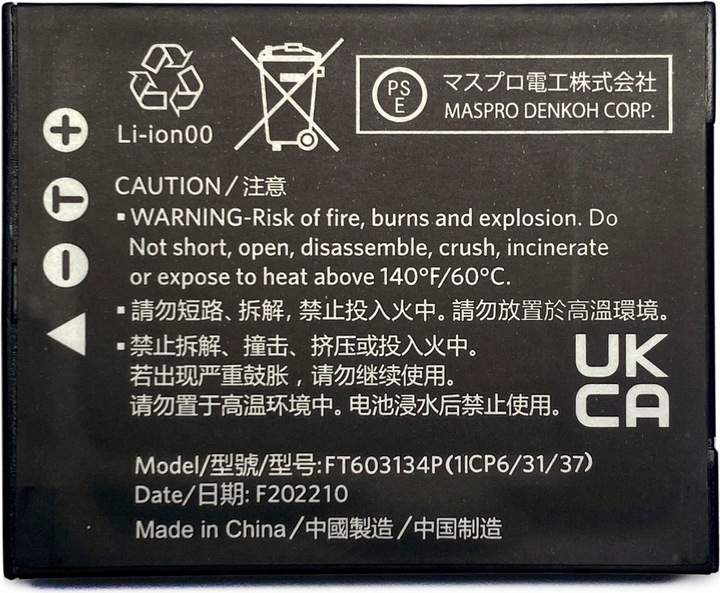 PS
E
マスプロ電工株式会社
MASPRO DENKOH CORP.
Li-ion00
+
T
−
CAUTION/注意
▪WARNING-Risk of fire, burns and explosion. Do
Not short, open, disassemble, crush, incinerate
or expose to heat above 140°F/60°C.
▪請勿短路、拆解, 禁止投入火中。請勿放置於高溫環境。
▪禁止拆解、撞击、挤压或投入火中。
若出现严重鼓胀，请勿继续使用。
请勿置于高温环境中。电池浸水后禁止使用。
UK
CA
Model/型號/型号:FT603134P(1ICP6/31/37)
Date/日期: F202210
Made in China/中國製造/中国制造